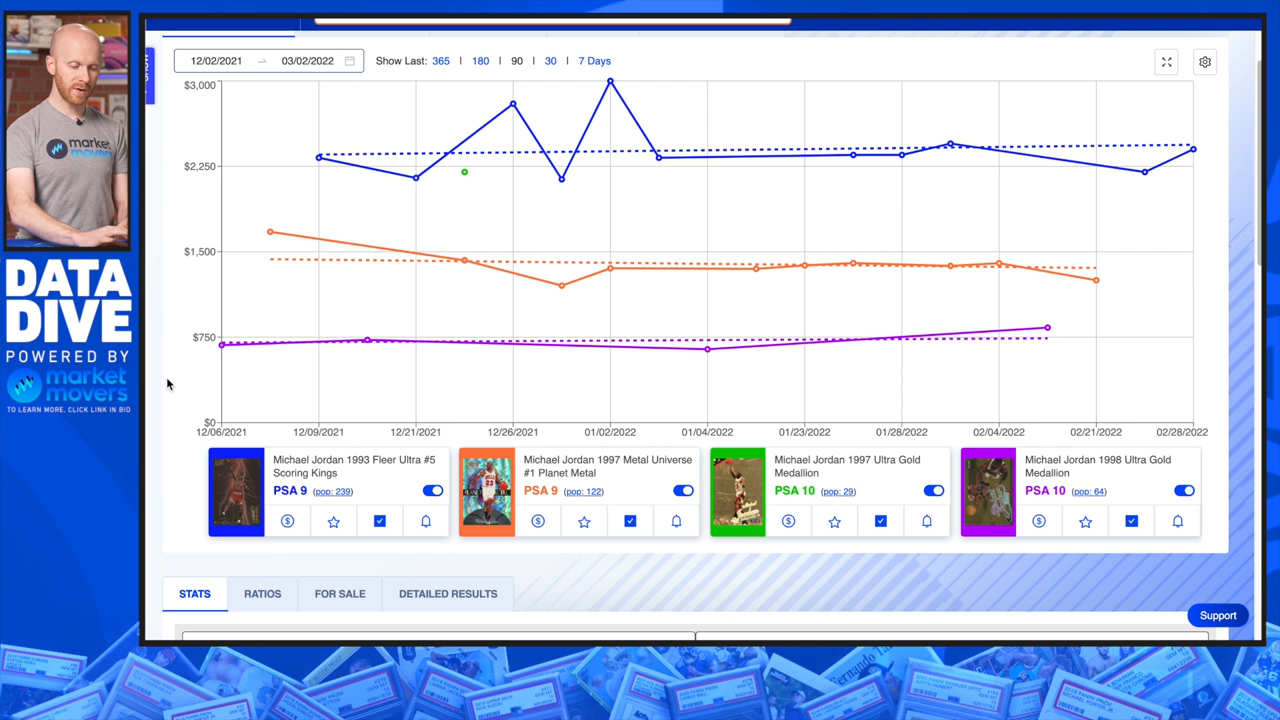 market
movers
DATA
DIVE
POWERED BY
market
movers
TO LEARN MORE, CLICK LINK IN BIO
12/02/2021 → 03/02/2022
Show Last: 365 | 180 | 90 | 30 | 7 Days
$3,000
$2,250
$1,500
$750
$0
12/06/2021 12/09/2021 12/21/2021 12/26/2021 01/02/2022 01/04/2022 01/23/2022 01/28/2022 02/04/2022 02/21/2022 02/28/2022
Michael Jordan 1993 Fleer Ultra #5
Scoring Kings
PSA 9 (pop: 239)
Michael Jordan 1997 Metal Universe
#1 Planet Metal
PSA 9 (pop: 122)
Michael Jordan 1997 Ultra Gold
Medallion
PSA 10 (pop: 29)
Michael Jordan 1998 Ultra Gold
Medallion
PSA 10 (pop: 64)
STATS RATIOS FOR SALE DETAILED RESULTS
Support